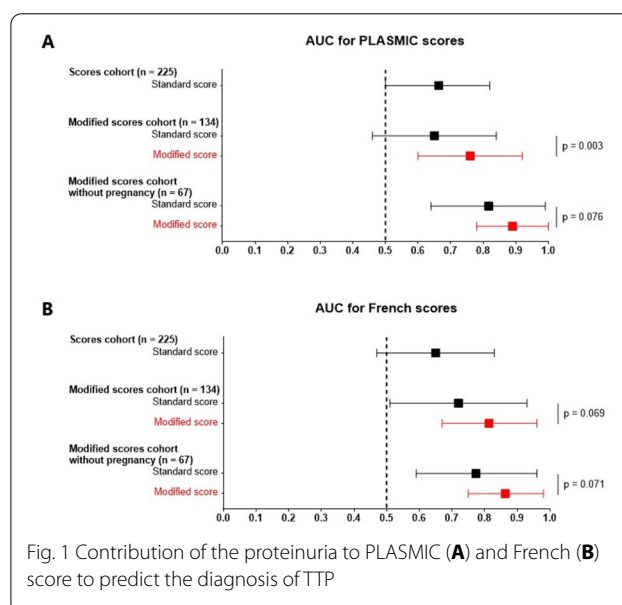 A
AUC for PLASMIC scores
Scores cohort (n = 225)
Standard score
Modified scores cohort (n = 134)
Standard score
Modified score
p = 0.003
Modified scores cohort
without pregnancy (n = 67)
Standard score
Modified score
p = 0.076
0.0 0.1 0.2 0.3 0.4 0.5 0.6 0.7 0.8 0.9 1.0
B
AUC for French scores
Scores cohort (n = 225)
Standard score
Modified scores cohort (n = 134)
Standard score
Modified score
p = 0.069
Modified scores cohort
without pregnancy (n = 67)
Standard score
Modified score
p = 0.071
0.0 0.1 0.2 0.3 0.4 0.5 0.6 0.7 0.8 0.9 1.0
Fig. 1 Contribution of the proteinuria to PLASMIC (A) and French (B)
score to predict the diagnosis of TTP